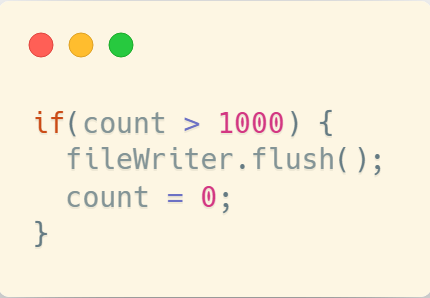 if(count > 1000) {
  fileWriter.flush();
  count = 0;
}